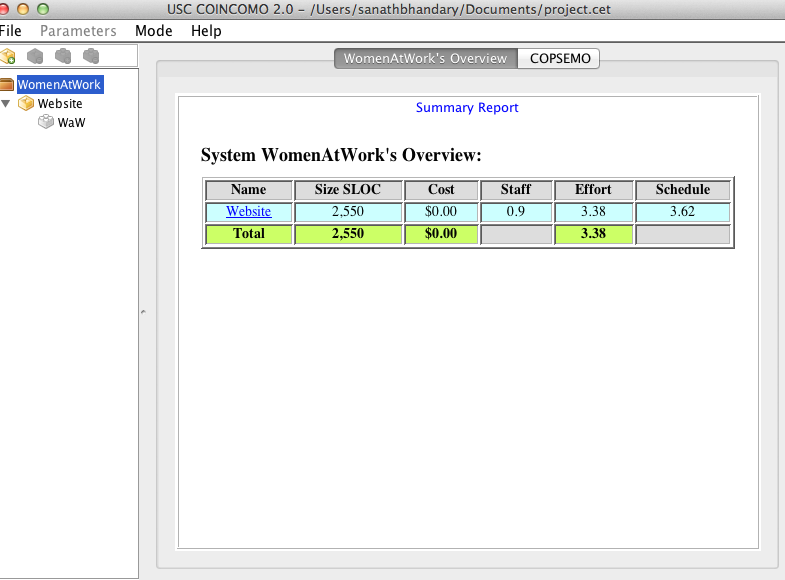 USC COINCOMO 2.0 - /Users/sanathbhandary/Documents/project.cet
File Parameters Mode Help
WomenAtWork's Overview COPSEMO
WomenAtWork
Website
WaW
Summary Report
System WomenAtWork's Overview:
Name Size SLOC Cost Staff Effort Schedule
Website 2,550 $0.00 0.9 3.38 3.62
Total 2,550 $0.00 3.38